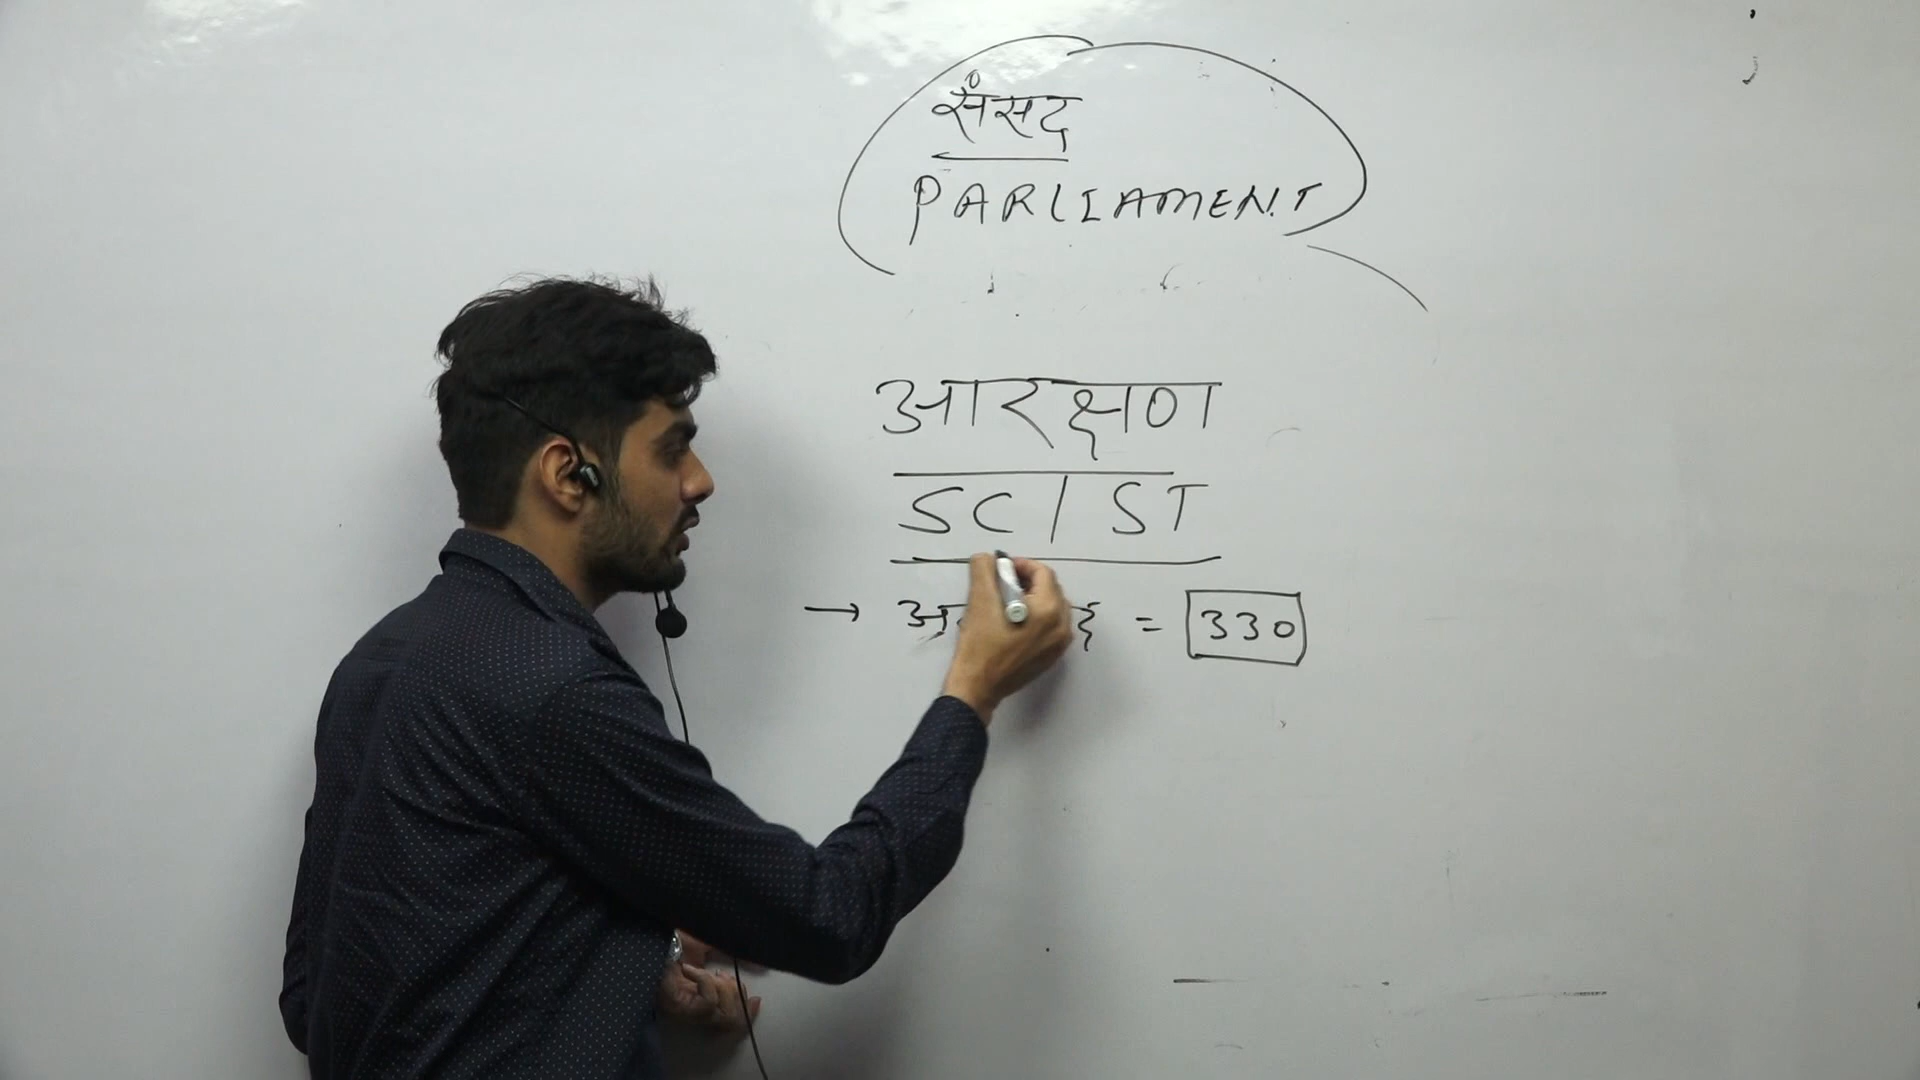 संसद
PARLIAMENT
आरक्षण
SC / ST
→ = 330